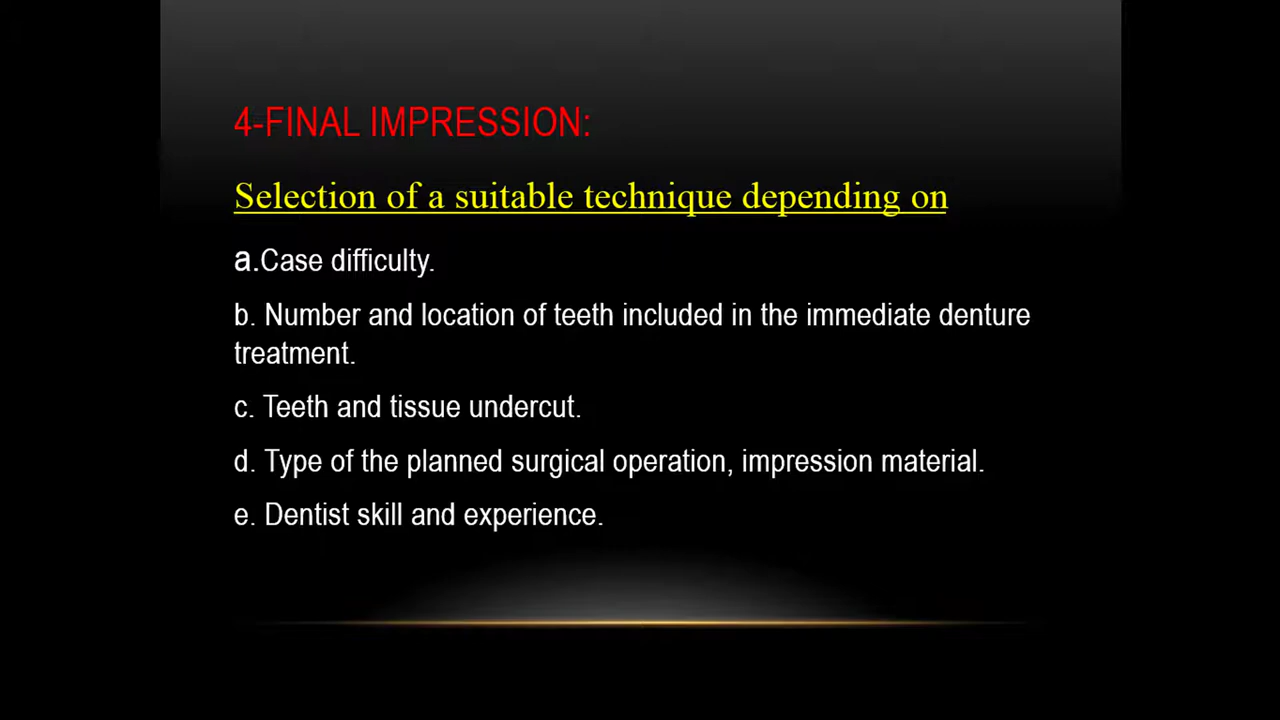 4-FINAL IMPRESSION:
Selection of a suitable technique depending on
a.Case difficulty.
b. Number and location of teeth included in the immediate denture
treatment.
c. Teeth and tissue undercut.
d. Type of the planned surgical operation, impression material.
e. Dentist skill and experience.